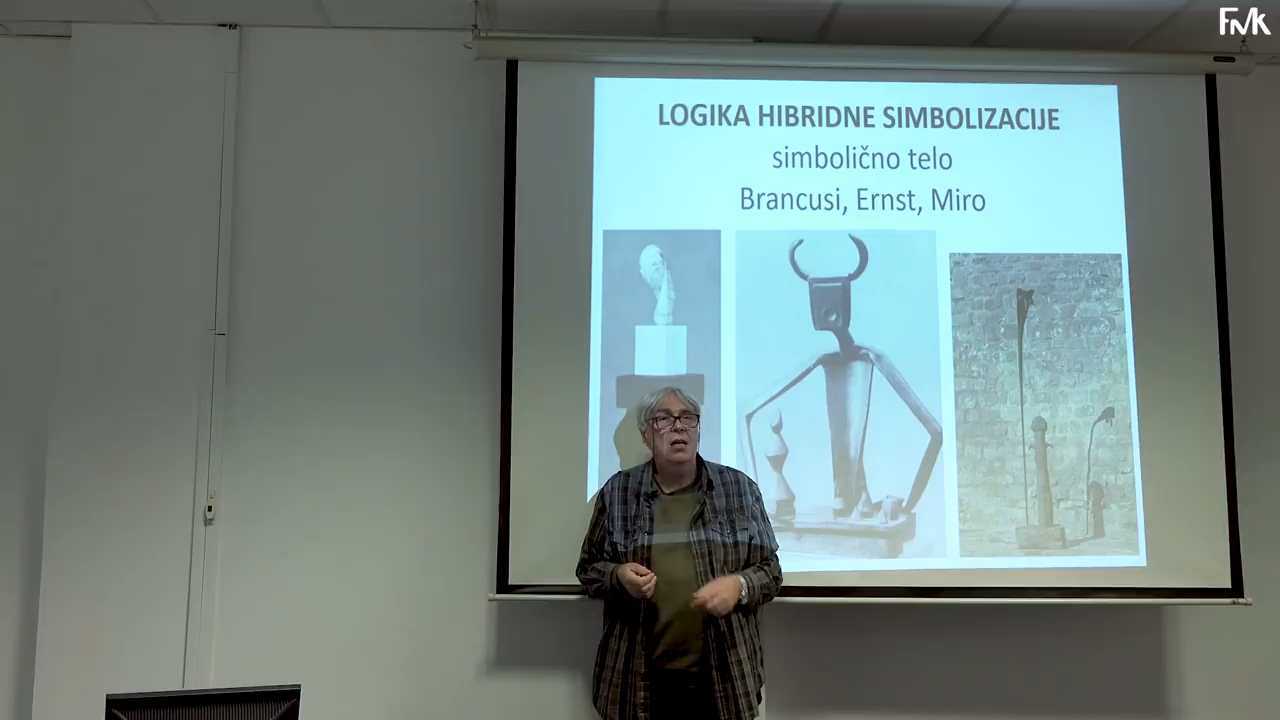 FMK
LOGIKA HIBRIDNE SIMBOLIZACIJE
simbolično telo
Brancusi, Ernst, Miro